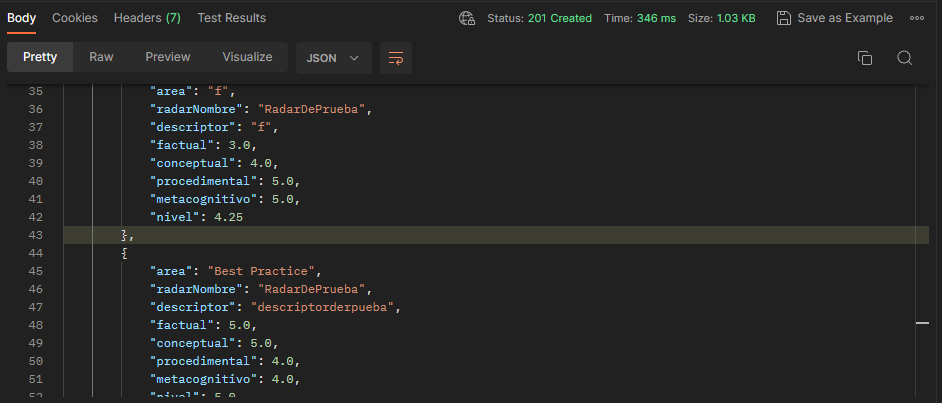 Body Cookies Headers (7) Test Results Status: 201 Created Time: 346 ms Size: 1.03 KB Save as Example
Pretty Raw Preview Visualize JSON
35 "area": "f",
36 "radarNombre": "RadarDePrueba",
37 "descriptor": "f",
38 "factual": 3.0,
39 "conceptual": 4.0,
40 "procedimental": 5.0,
41 "metacognitivo": 5.0,
42 "nivel": 4.25
43 },
44 {
45 "area": "Best Practice",
46 "radarNombre": "RadarDePrueba",
47 "descriptor": "descriptorderpueba",
48 "factual": 5.0,
49 "conceptual": 5.0,
50 "procedimental": 4.0,
51 "metacognitivo": 4.0,
52 "nivel": 5.0